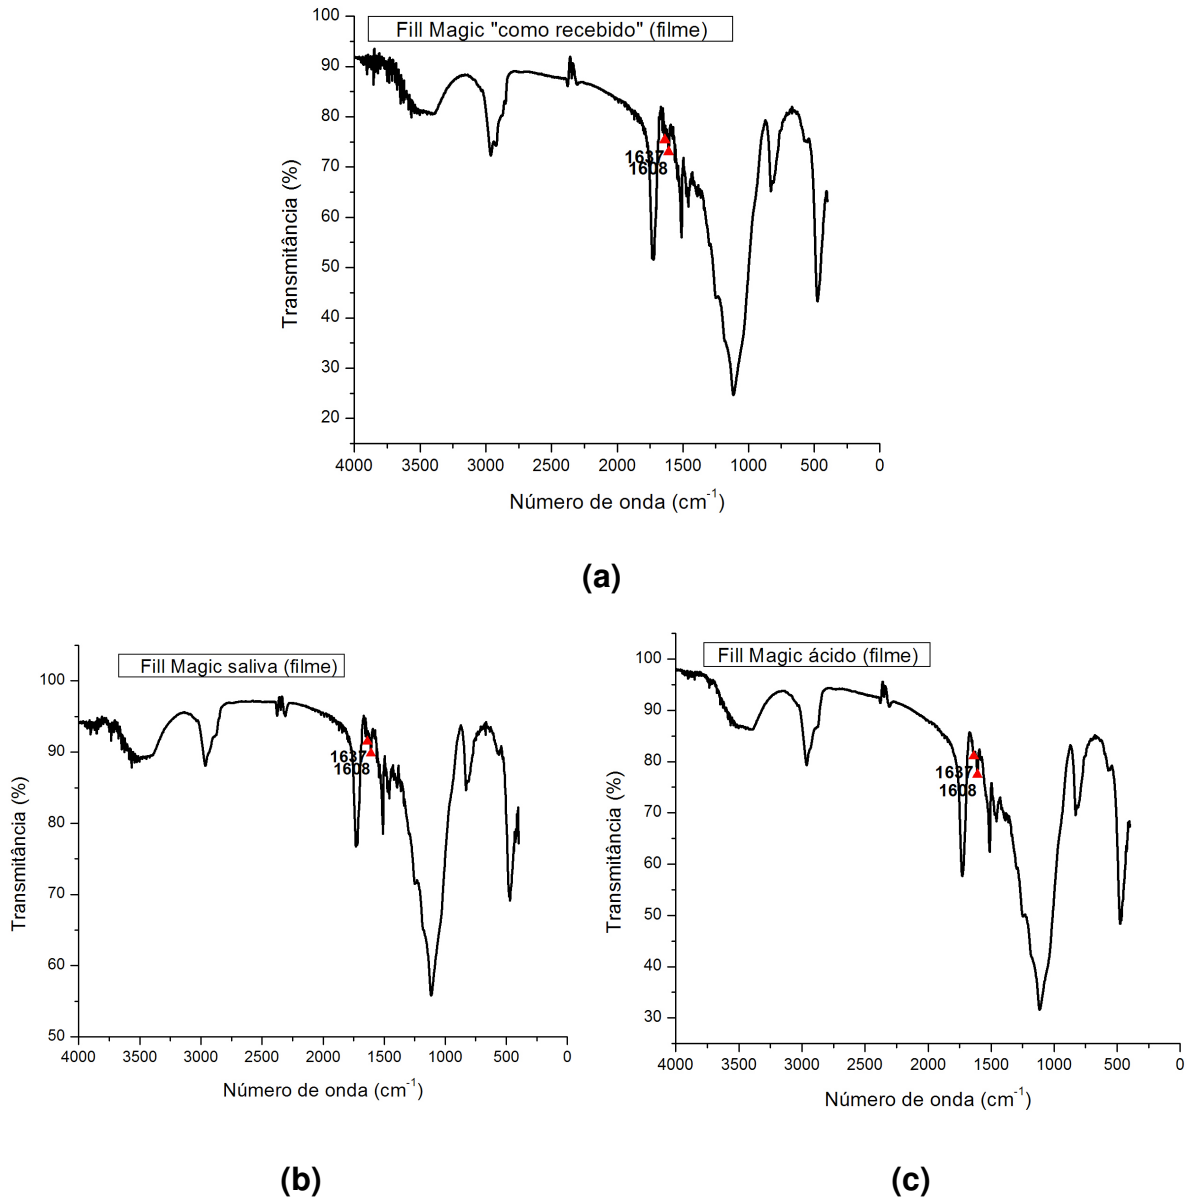 Fill Magic "como recebido" (filme)
100
90
80
70
60
50
40
30
20
Transmitância (%)
1637
1608
4000 3500 3000 2500 2000 1500 1000 500 0
Número de onda (cm⁻¹)
(a)
Fill Magic saliva (filme)
100
90
80
70
60
50
Transmitância (%)
1637
1608
4000 3500 3000 2500 2000 1500 1000 500 0
Número de onda (cm⁻¹)
(b)
Fill Magic ácido (filme)
100
90
80
70
60
50
40
30
Transmitância (%)
1637
1608
4000 3500 3000 2500 2000 1500 1000 500 0
Número de onda (cm⁻¹)
(c)